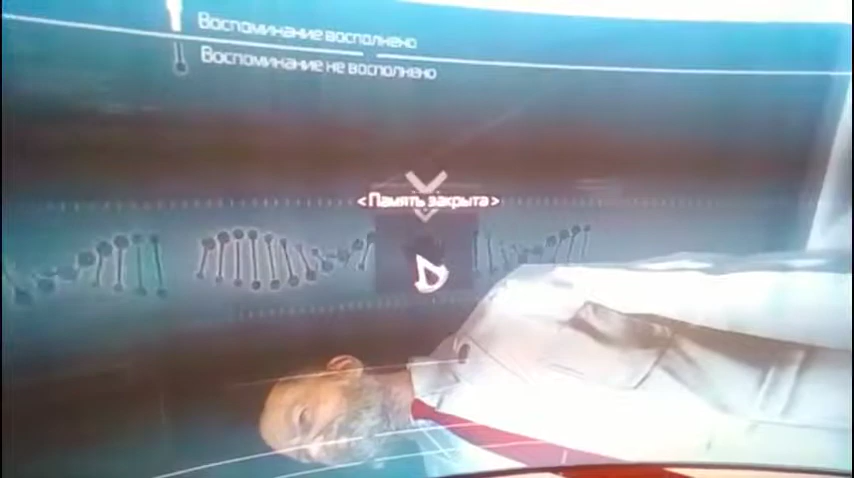 Воспоминание восполнено
Воспоминание не восполнено
< Память закрыта >